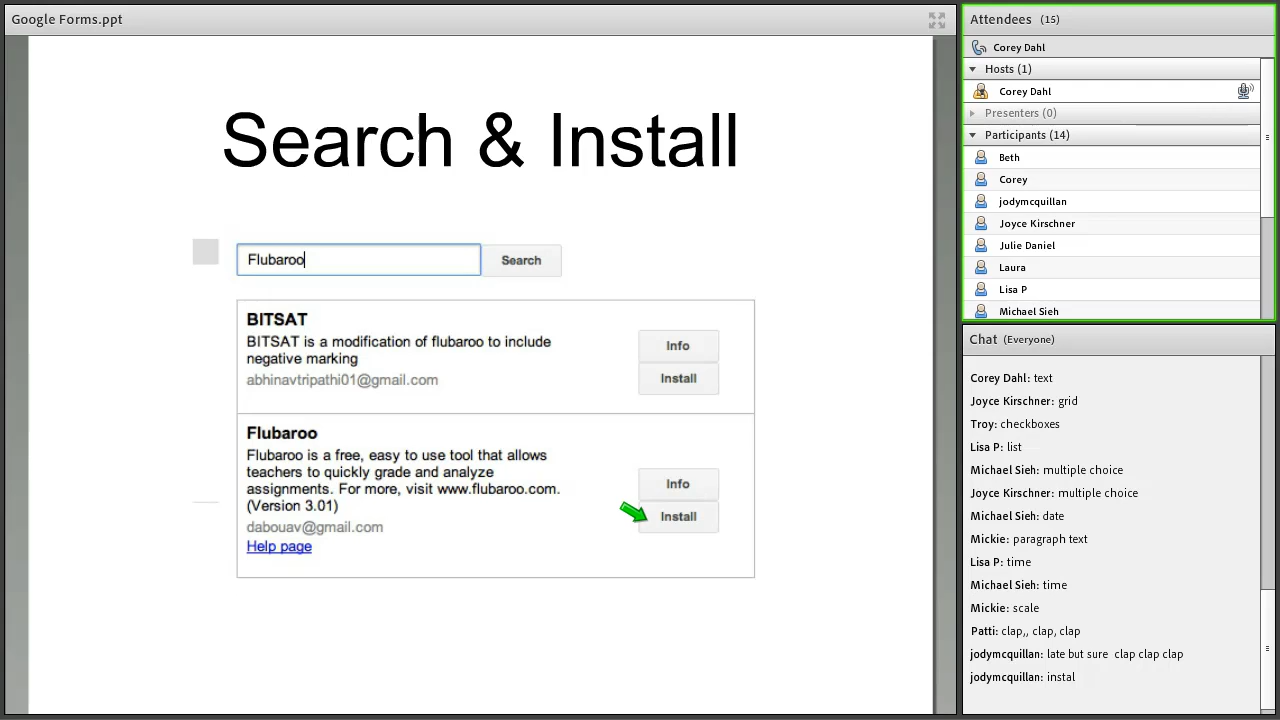 Google Forms.ppt
Search & Install
Flubaroo
Search
BITSAT
BITSAT is a modification of flubaroo to include
negative marking
abhinavtripathi01@gmail.com
Info
Install
Flubaroo
Flubaroo is a free, easy to use tool that allows
teachers to quickly grade and analyze
assignments. For more, visit www.flubaroo.com.
(Version 3.01)
dabouav@gmail.com
Help page
Info
Install
Attendees (15)
Corey Dahl
Hosts (1)
Corey Dahl
Presenters (0)
Participants (14)
Beth
Corey
jodymcquillan
Joyce Kirschner
Julie Daniel
Laura
Lisa P
Michael Sieh
Chat (Everyone)
Corey Dahl: text
Joyce Kirschner: grid
Troy: checkboxes
Lisa P: list
Michael Sieh: multiple choice
Joyce Kirschner: multiple choice
Michael Sieh: date
Mickie: paragraph text
Lisa P: time
Michael Sieh: time
Mickie: scale
Patti: clap,, clap, clap
jodymcquillan: late but sure clap clap clap
jodymcquillan: instal